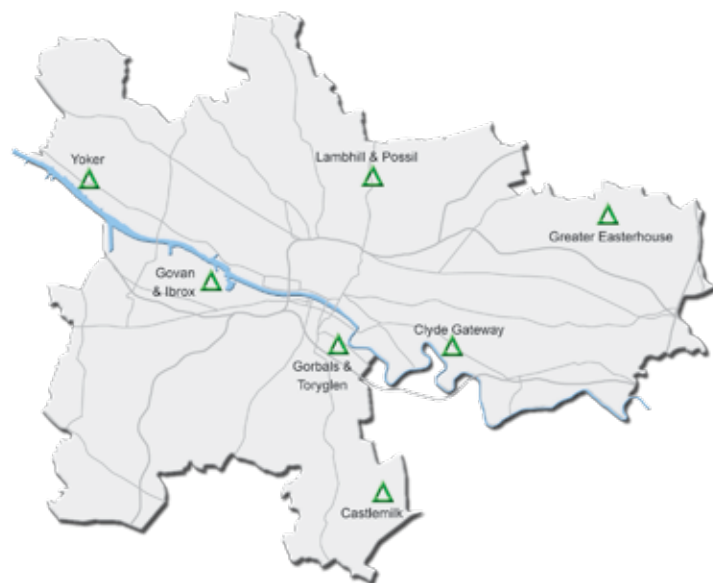 Yoker
Lambhill & Possil
Greater Easterhouse
Govan
& Ibrox
Clyde Gateway
Gorbals &
Toryglen
Castlemilk